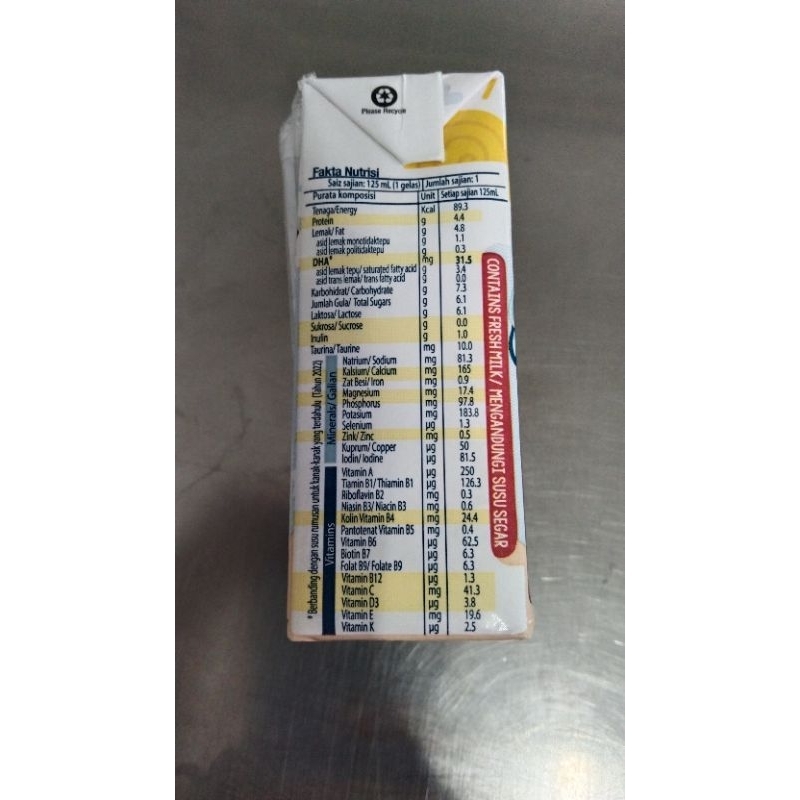 Please Recycle
Fakta Nutrisi
Saiz sajian: 125 mL (1 gelas) Jumlah sajian: 1
Purata komposisi Unit Setiap sajian 125mL
Tenaga/Energy Kcal 89.3
Protein g 4.4
Lemak/ Fat g 4.8
asid lemak monotidaktepu g 1.1
asid lemak politidaktepu g 0.3
DHA* mg 31.5
asid lemak tepu/ saturated fatty acid g 3.4
asid trans lemak/ trans fatty acid g 0.0
Karbohidrat/ Carbohydrate g 7.3
Jumlah Gula/ Total Sugars g 6.1
Laktosa/ Lactose g 6.1
Sukrosa/ Sucrose g 0.0
Inulin g 1.0
Taurina/ Taurine mg 10.0
Minerals/ Galian
Natrium/ Sodium mg 81.3
Kalsium/ Calcium mg 165
Zat Besi/ Iron mg 0.9
Magnesium mg 17.4
Phosphorus mg 97.8
Potasium mg 183.8
Selenium µg 1.3
Zink/ Zinc mg 0.5
Kuprum/ Copper µg 50
Iodin/ Iodine µg 81.5
Vitamins
Vitamin A µg 250
Tiamin B1/ Thiamin B1 µg 126.3
Riboflavin B2 mg 0.3
Niasin B3/ Niacin B3 mg 0.6
Kolin Vitamin B4 mg 24.4
Pantotenat Vitamin B5 mg 0.4
Vitamin B6 µg 62.5
Biotin B7 µg 6.3
Folat B9/ Folate B9 µg 6.3
Vitamin B12 µg 1.3
Vitamin C mg 41.3
Vitamin D3 µg 3.8
Vitamin E mg 19.6
Vitamin K µg 2.5
* Berbanding dengan susu rumusan untuk kanak-kanak yang terdahulu (Tahun 2022)
CONTAINS FRESH MILK/ MENGANDUNGI SUSU SEGAR